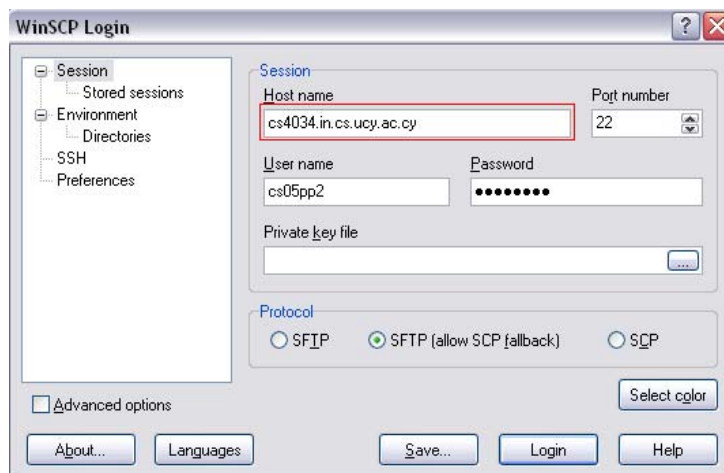 WinSCP Login
Session
Stored sessions
Environment
Directories
SSH
Preferences
Advanced options
Session
Host name
Port number
cs4034.in.cs.ucy.ac.cy
22
User name
Password
cs05pp2
●●●●●●●●
Private key file
...
Protocol
SFTP
SFTP (allow SCP fallback)
SCP
Select color
About...
Languages
Save...
Login
Help